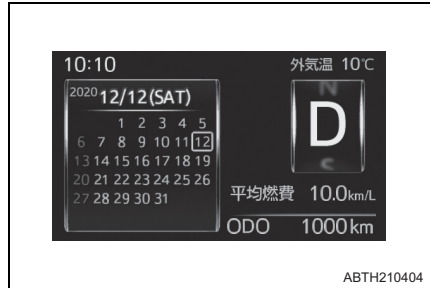 10:10
外気温 10℃
2020 12/12(SAT)
1 2 3 4 5
6 7 8 9 10 11 12
13 14 15 16 17 18 19
20 21 22 23 24 25 26
27 28 29 30 31
N
D
C
平均燃費 10.0km/L
ODO 1000km
ABTH210404